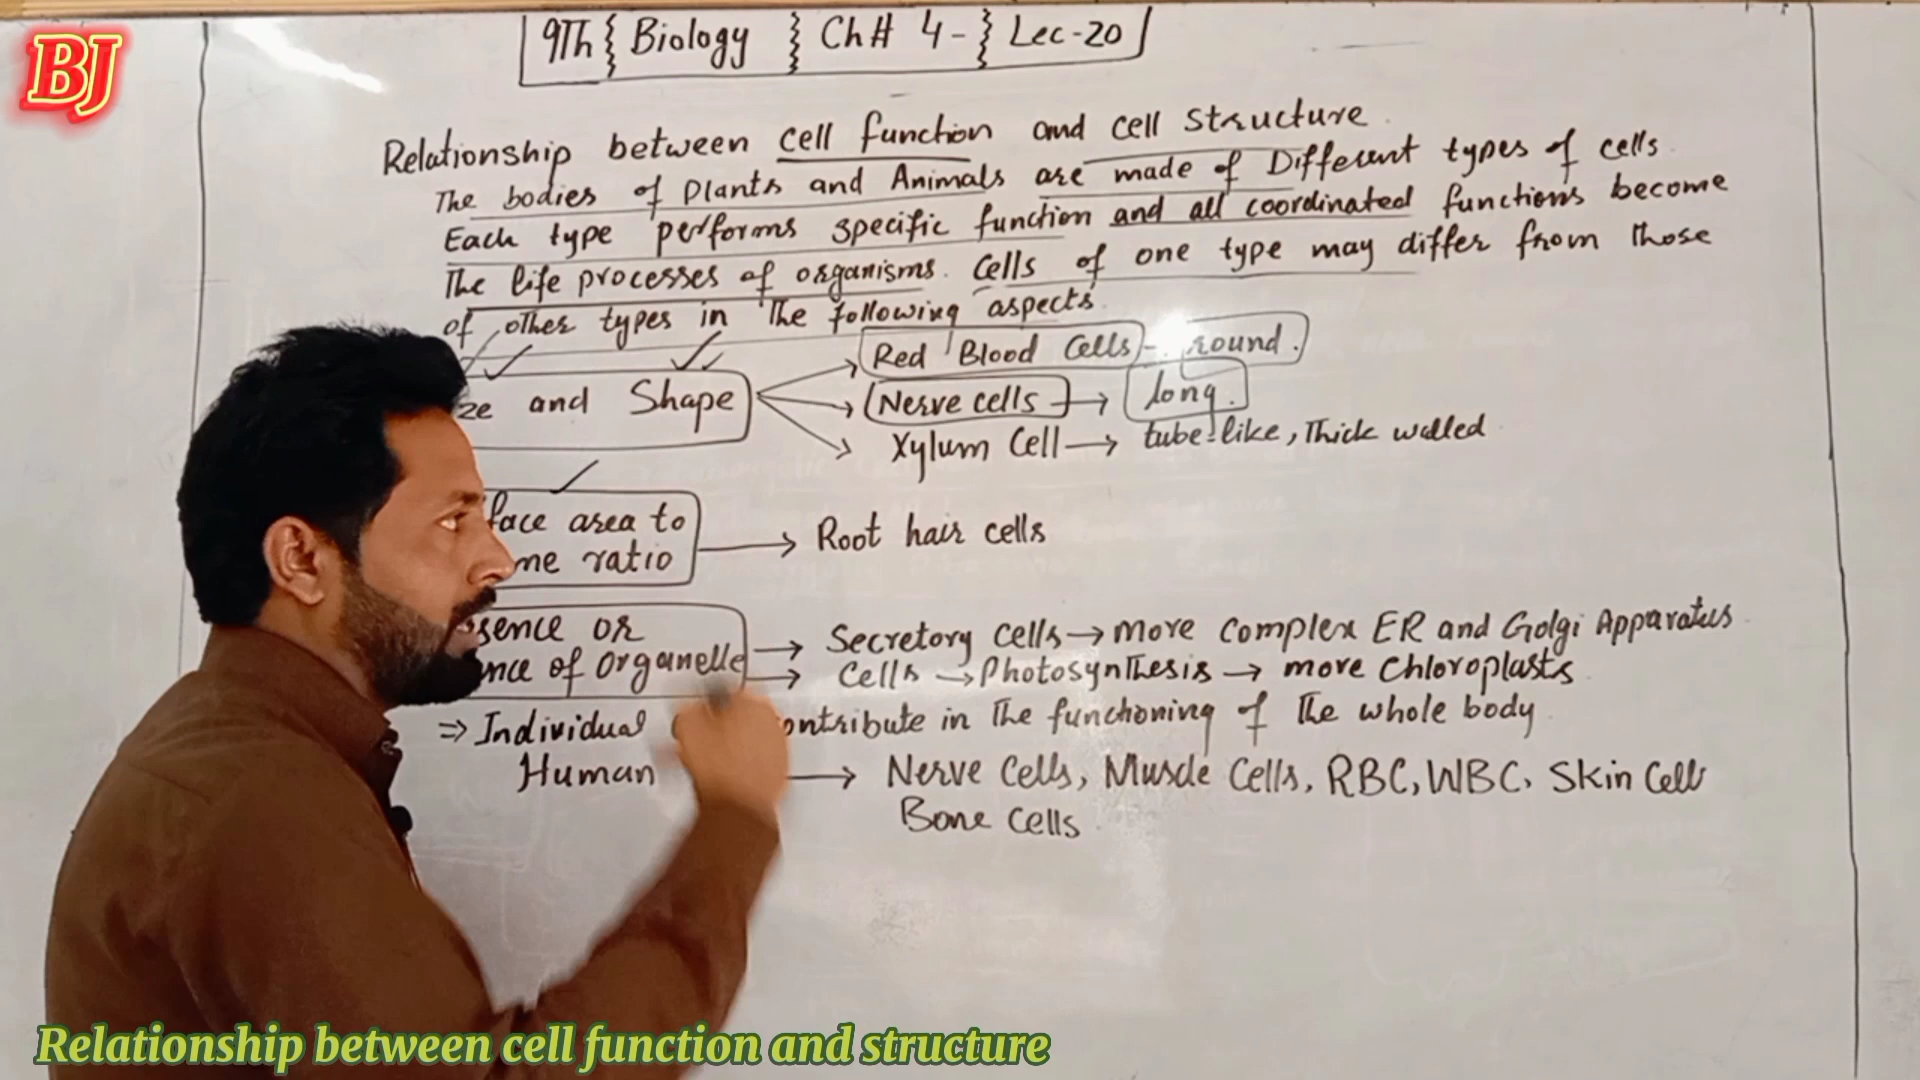 BJ
9Th Biology Ch# 4- Lec-20
Relationship between cell function and cell structure.
The bodies of plants and Animals are made of Different types of cells.
Each type performs specific function and all coordinated functions become
The life processes of organisms. Cells of one type may differ from Those
of other types in The following aspects.
ze and Shape
Red Blood Cells - round.
Nerve cells → long.
Xylum Cell → tube-like, Thick walled
face area to
me ratio → Root hair cells
sence or
nce of Organelle
→ Secretory Cells → more Complex ER and Golgi Apparatus
→ Cells → Photosynthesis → more Chloroplasts
⇒ Individual ontribute in The functioning of The whole body
Human → Nerve Cells, Muscle Cells, RBC, WBC, Skin Cell
Bone Cells
Relationship between cell function and structure